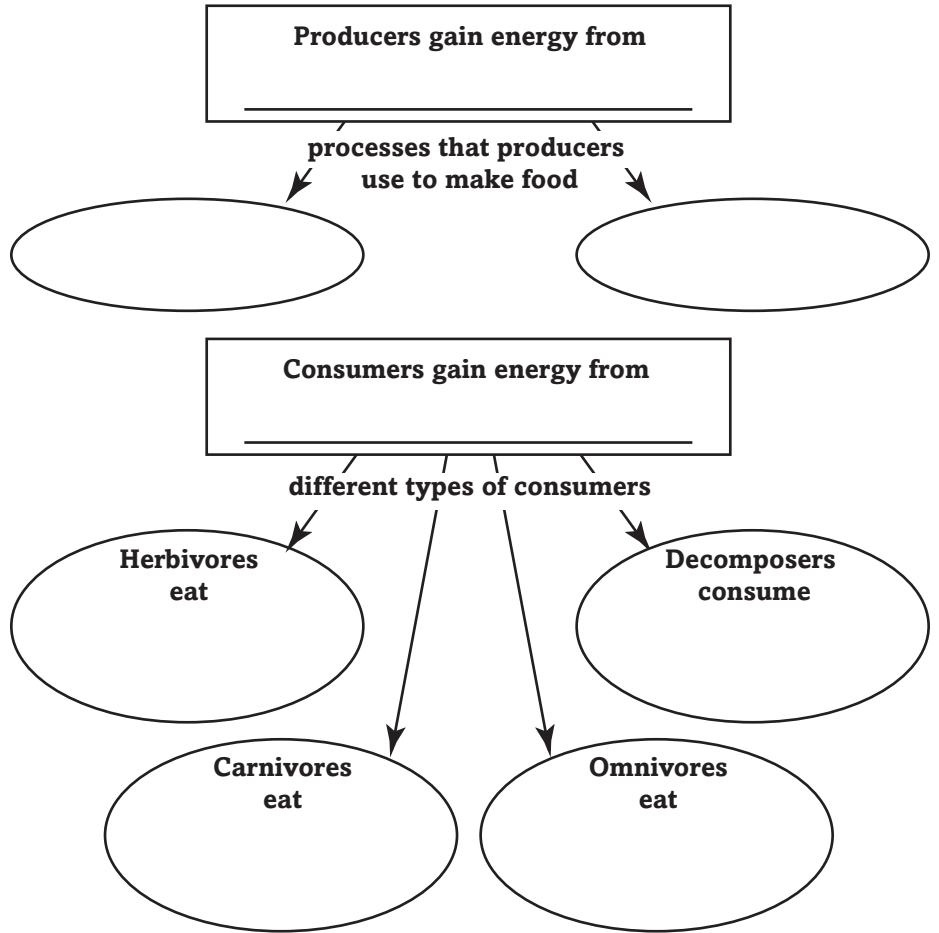 Producers gain energy from
processes that producers
use to make food
Consumers gain energy from
different types of consumers
Herbivores
eat
Decomposers
consume
Carnivores
eat
Omnivores
eat